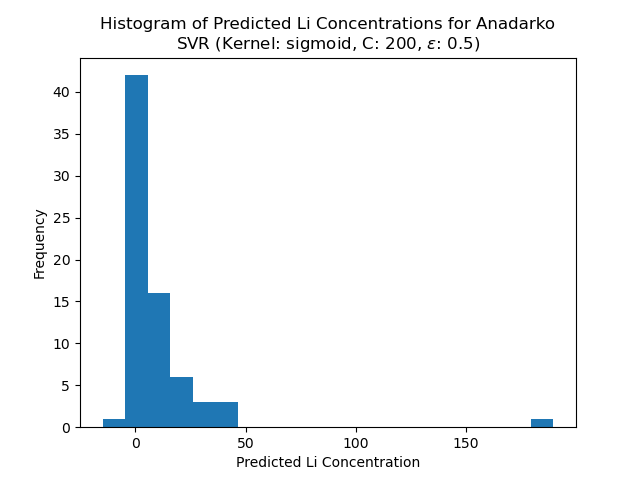 Histogram of Predicted Li Concentrations for Anadarko
SVR (Kernel: sigmoid, C: 200, ε: 0.5)
40
35
30
25
20
15
10
5
0
Frequency
0 50 100 150
Predicted Li Concentration